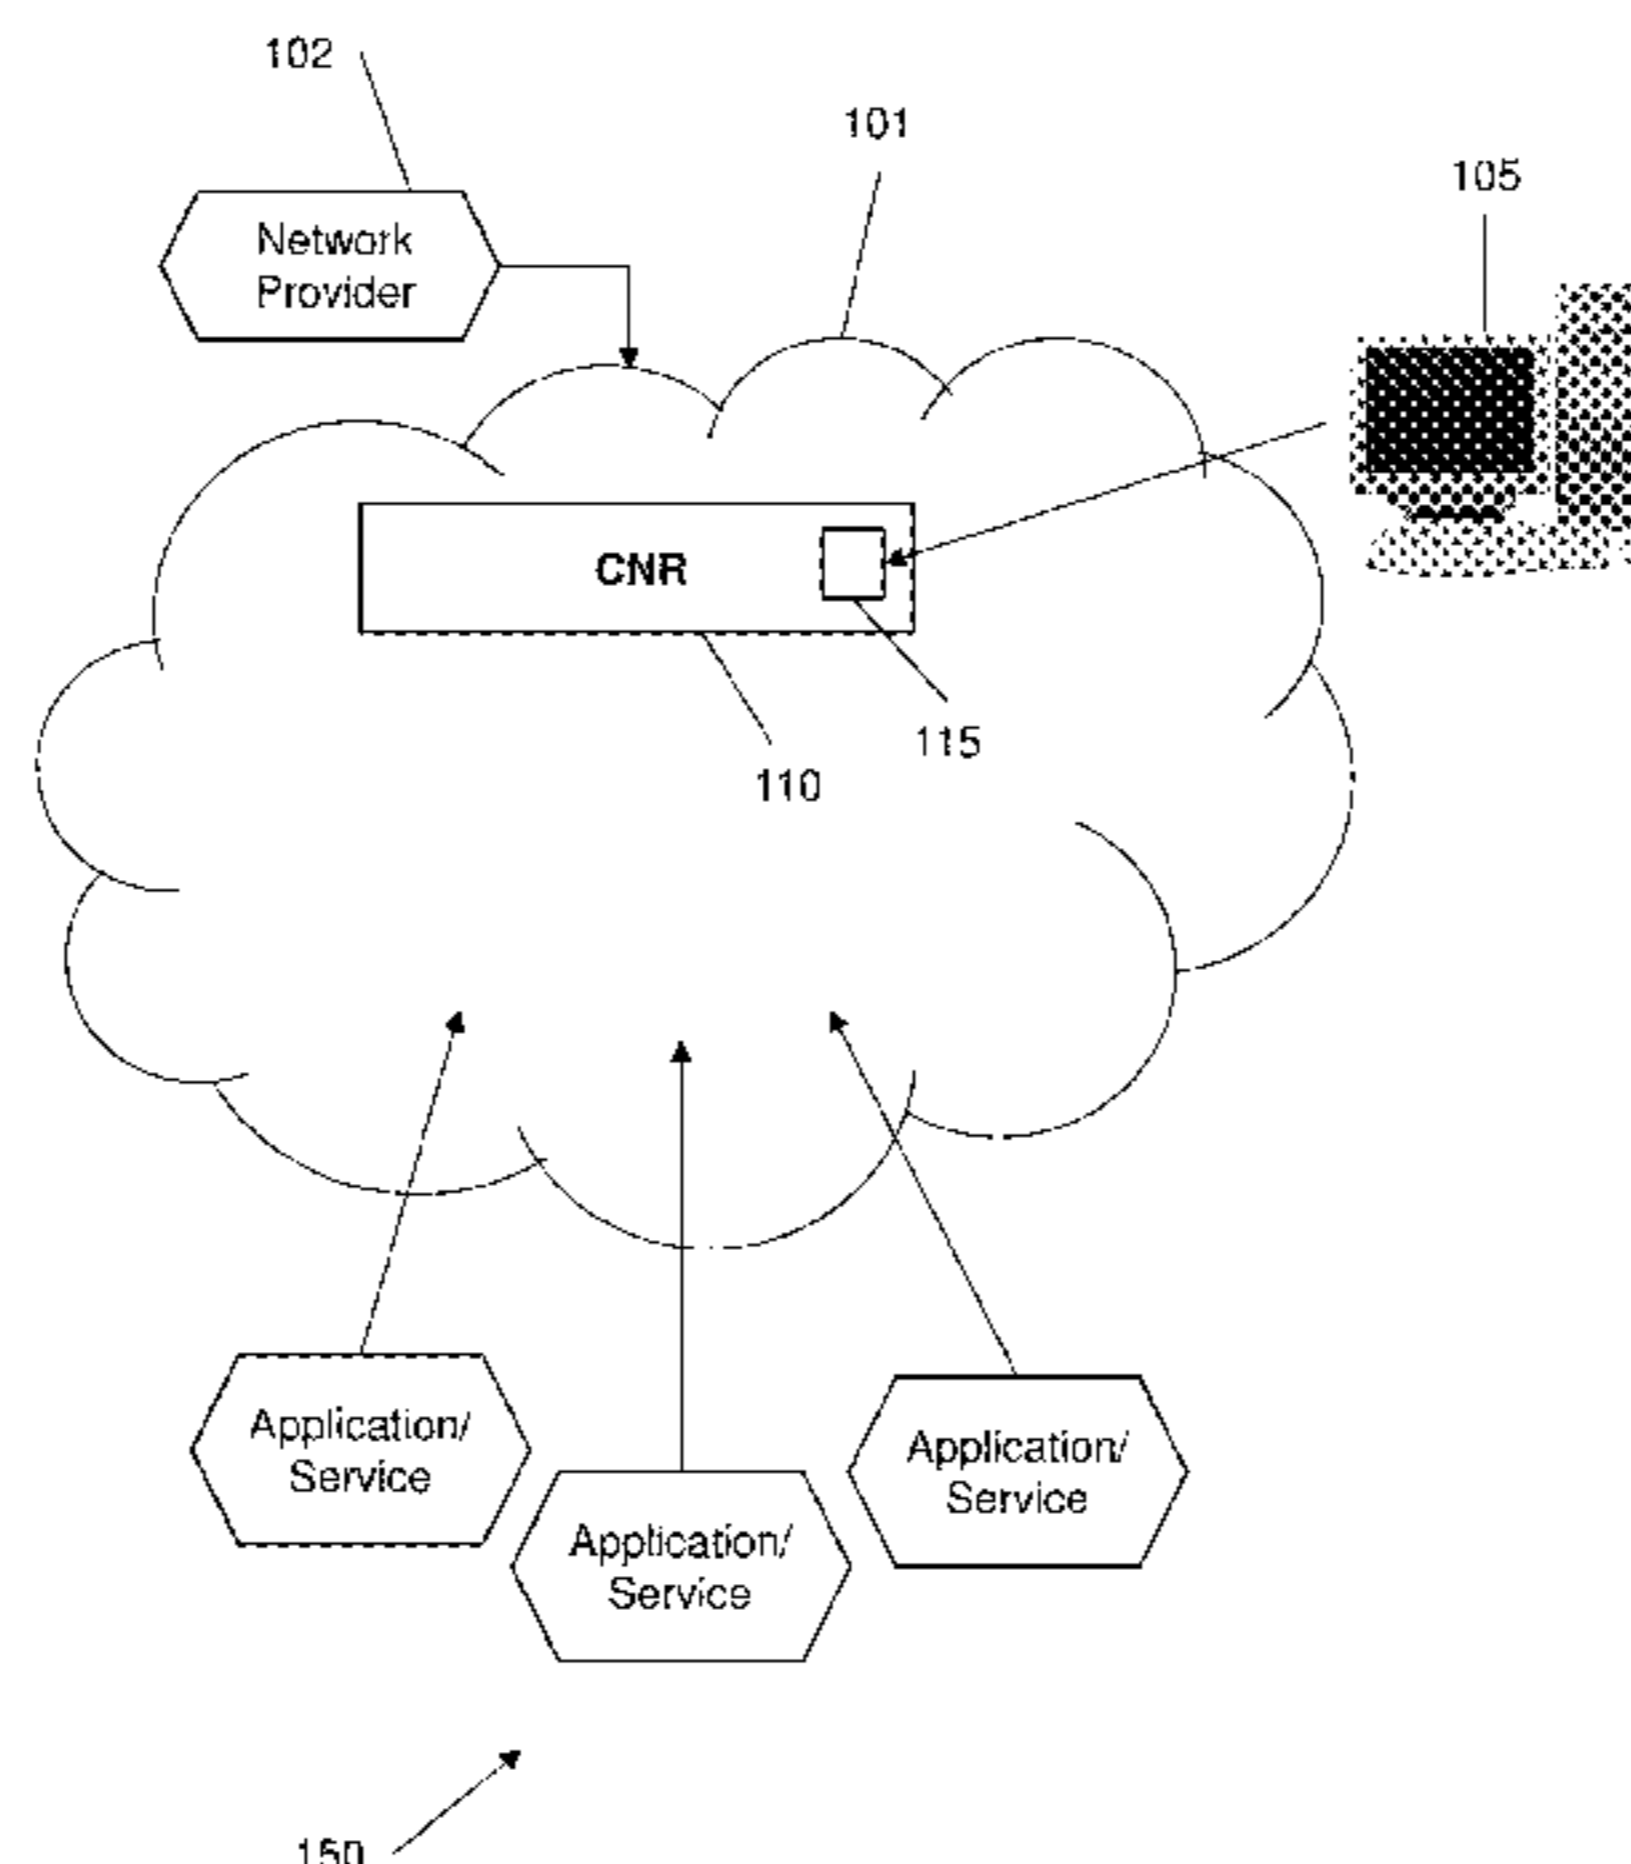 102
101
105
Network
Provider
CNR
115
110
Application/
Service
Application/
Service
Application/
Service
150